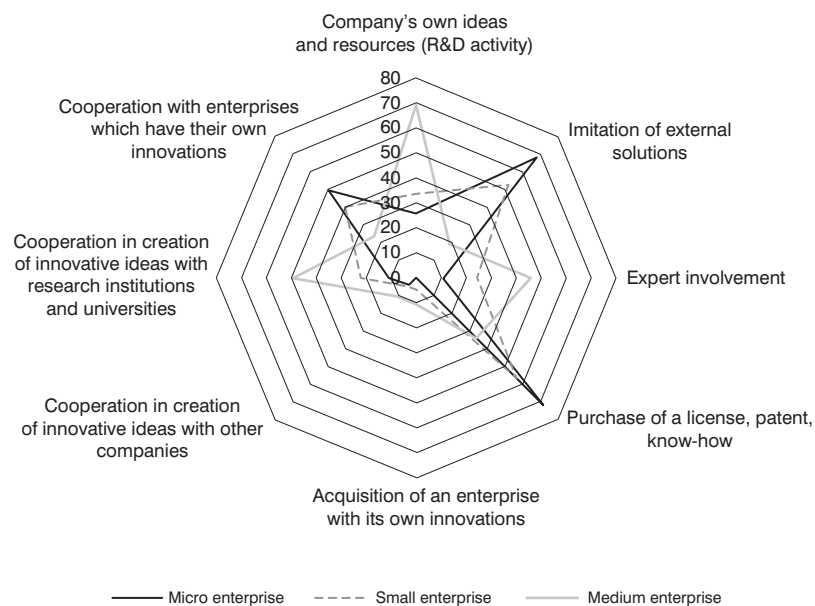 Company’s own ideas
and resources (R&D activity)
80
70
60
50
40
30
20
10
0
Imitation of external
solutions
Expert involvement
Purchase of a license, patent,
know-how
Acquisition of an enterprise
with its own innovations
Cooperation in creation
of innovative ideas with other
companies
Cooperation in creation
of innovative ideas with
research institutions
and universities
Cooperation with enterprises
which have their own
innovations
Micro enterprise
Small enterprise
Medium enterprise